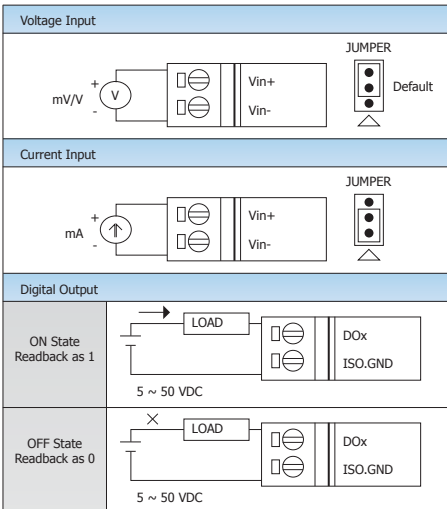 Voltage Input
JUMPER
mV/V
+
V
-
Vin+
Vin-
Default
Current Input
JUMPER
mA
+
-
Vin+
Vin-
Digital Output
ON State
Readback as 1
LOAD
DOx
ISO.GND
5 ~ 50 VDC
OFF State
Readback as 0
LOAD
DOx
ISO.GND
5 ~ 50 VDC